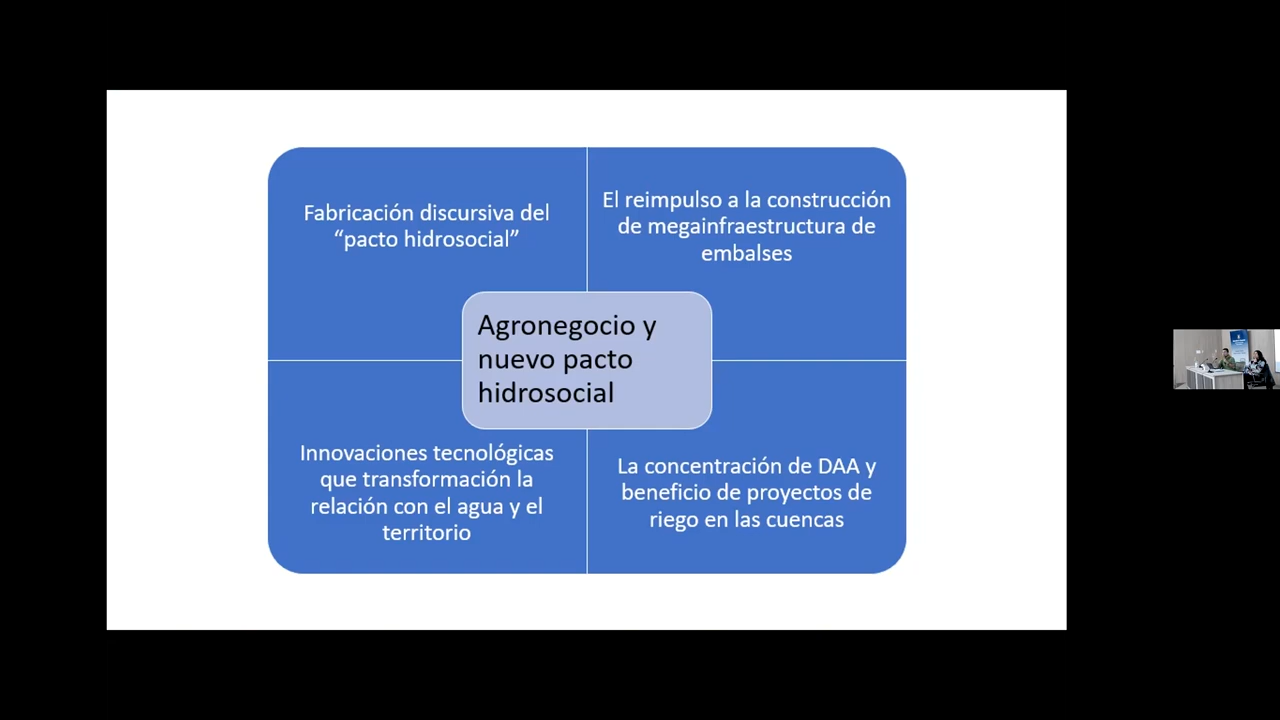 Fabricación discursiva del
“pacto hidrosocial”
El reimpulso a la construcción
de megainfraestructura de
embalses
Agronegocio y
nuevo pacto
hidrosocial
Innovaciones tecnológicas
que transformación la
relación con el agua y el
territorio
La concentración de DAA y
beneficio de proyectos de
riego en las cuencas